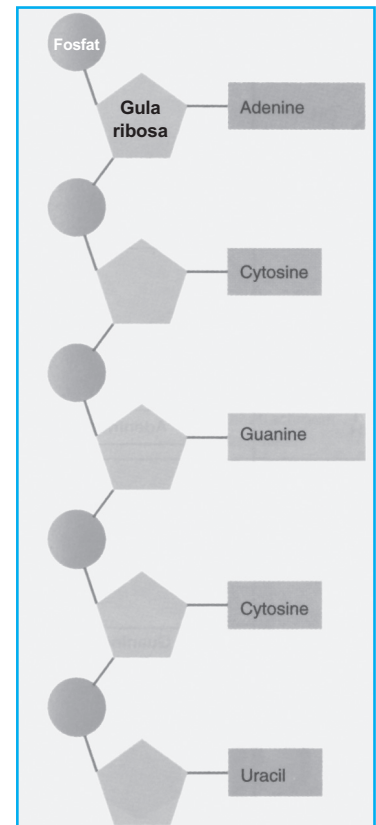 Fosfat
Gula
ribosa
Adenine
Cytosine
Guanine
Cytosine
Uracil